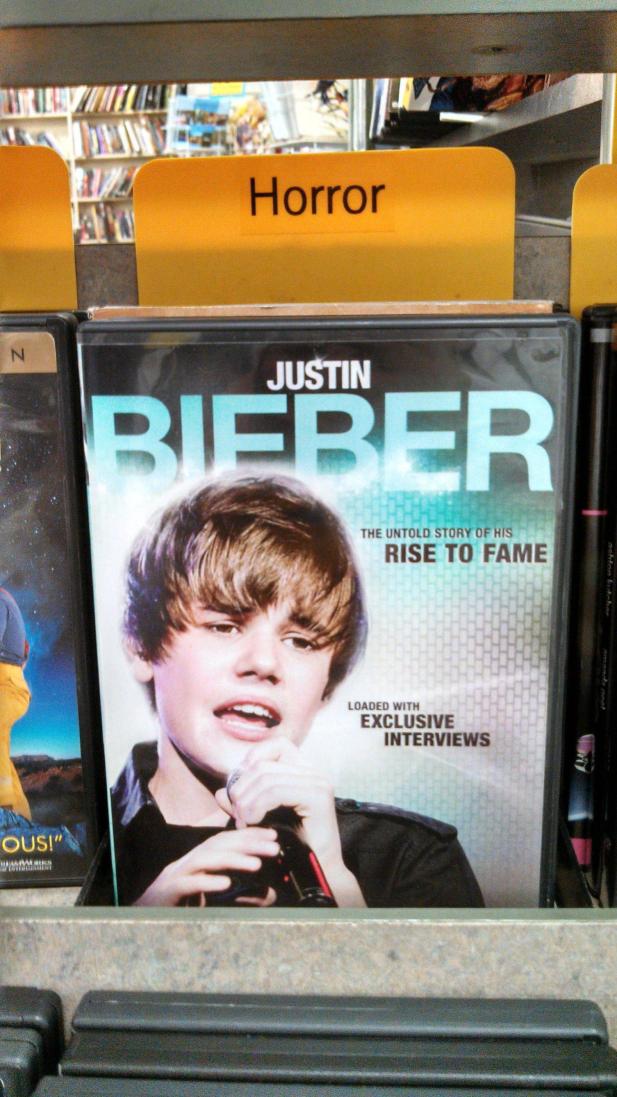 Horror
N
JUSTIN
BIEBER
THE UNTOLD STORY OF HIS
RISE TO FAME
LOADED WITH
EXCLUSIVE
INTERVIEWS
OUS!”